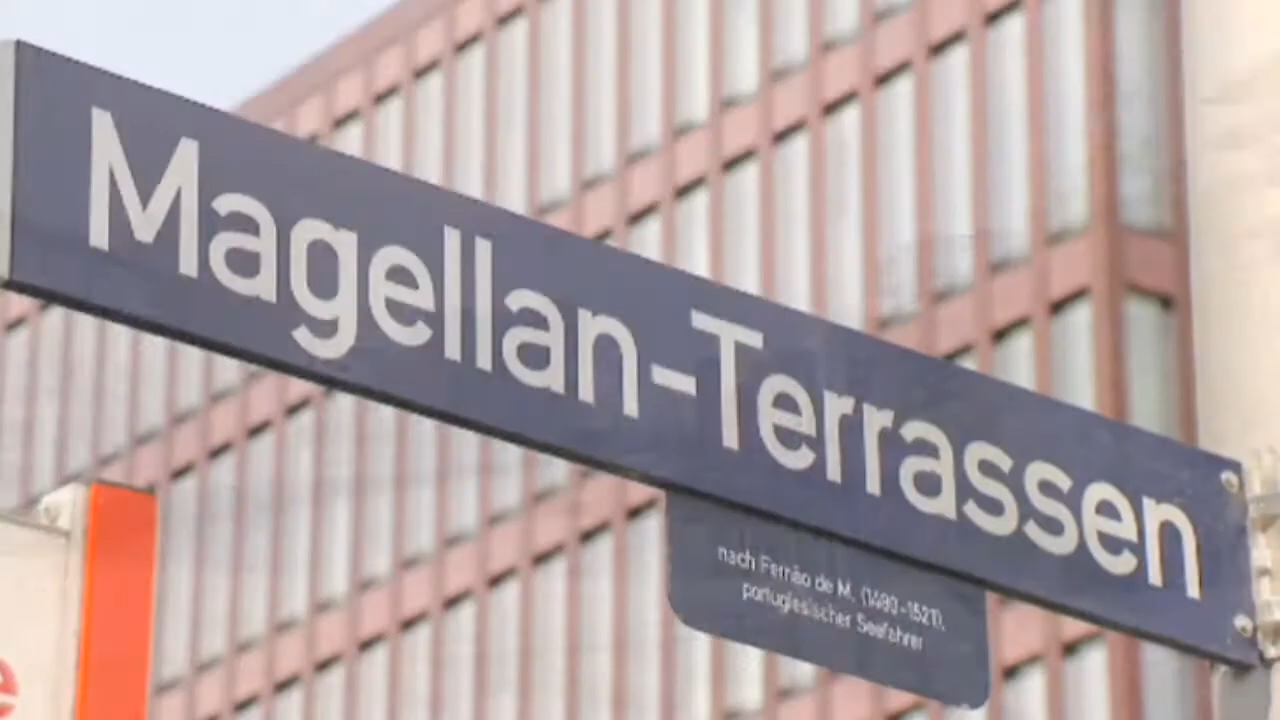 Magellan-Terrassen
nach Fernão de M. (1480-1521),
portugiesischer Seefahrer
e